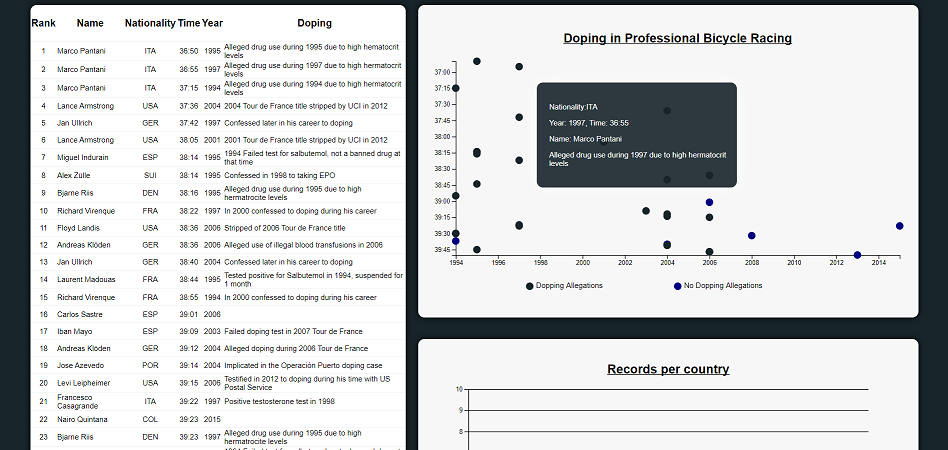 Rank Name Nationality Time Year Doping
1 Marco Pantani ITA 36:50 1995 Alleged drug use during 1995 due to high hematocrit
levels
2 Marco Pantani ITA 36:55 1997 Alleged drug use during 1997 due to high hermatocrit
levels
3 Marco Pantani ITA 37:15 1994 Alleged drug use during 1994 due to high hermatocrit
levels
4 Lance Armstrong USA 37:36 2004 2004 Tour de France title stripped by UCI in 2012
5 Jan Ullrich GER 37:42 1997 Confessed later in his career to doping
6 Lance Armstrong USA 38:05 2001 2001 Tour de France title stripped by UCI in 2012
7 Miguel Indurain ESP 38:14 1995 1994 Failed test for salbutemol, not a banned drug at
that time
8 Alex Zülle SUI 38:14 1995 Confessed in 1998 to taking EPO
9 Bjarne Riis DEN 38:16 1995 Alleged drug use during 1995 due to high
hermatocrite levels
10 Richard Virenque FRA 38:22 1997 In 2000 confessed to doping during his career
11 Floyd Landis USA 38:36 2006 Stripped of 2006 Tour de France title
12 Andreas Klöden GER 38:36 2006 Alleged use of illegal blood transfusions in 2006
13 Jan Ullrich GER 38:40 2004 Confessed later in his career to doping
14 Laurent Madouas FRA 38:44 1995 Tested positive for Salbutemol in 1994, suspended for
1 month
15 Richard Virenque FRA 38:55 1994 In 2000 confessed to doping during his career
16 Carlos Sastre ESP 39:01 2006
17 Iban Mayo ESP 39:09 2003 Failed doping test in 2007 Tour de France
18 Andreas Klöden GER 39:12 2004 Alleged doping during 2006 Tour de France
19 Jose Azevedo POR 39:14 2004 Implicated in the Operación Puerto doping case
20 Levi Leipheimer USA 39:15 2006 Testified in 2012 to doping during his time with US
Postal Service
21 Francesco
Casagrande ITA 39:22 1997 Positive testosterone test in 1998
22 Nairo Quintana COL 39:23 2015
23 Bjarne Riis DEN 39:23 1997 Alleged drug use during 1995 due to high
hermatrocite levels
Doping in Professional Bicycle Racing
37:00
37:15
37:30
37:45
38:00
38:15
38:30
38:45
39:00
39:15
39:30
39:45
1994 1996 1998 2000 2002 2004 2006 2008 2010 2012 2014
Nationality:ITA
Year: 1997, Time: 36:55
Name: Marco Pantani
Alleged drug use during 1997 due to high hermatocrit
levels
Dopping Allegations No Dopping Allegations
Records per country
10
9
8